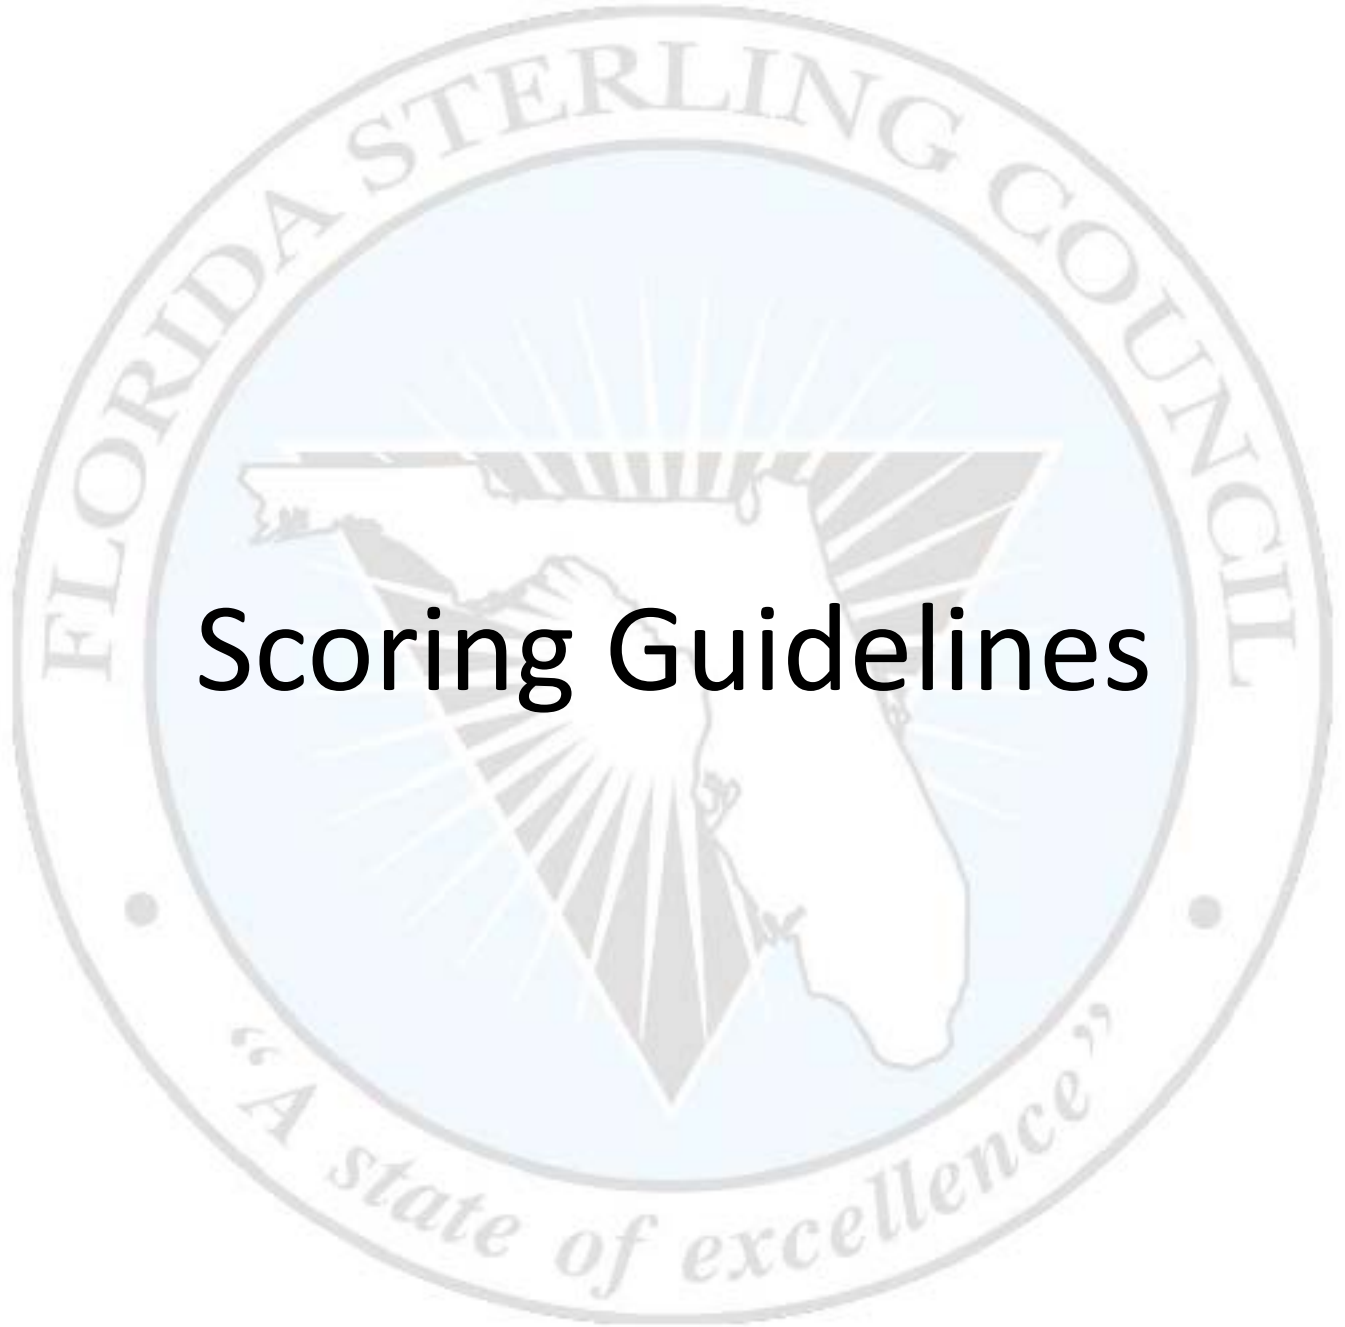 FLORIDA STERLING COUNCIL
Scoring Guidelines
“A state of excellence”